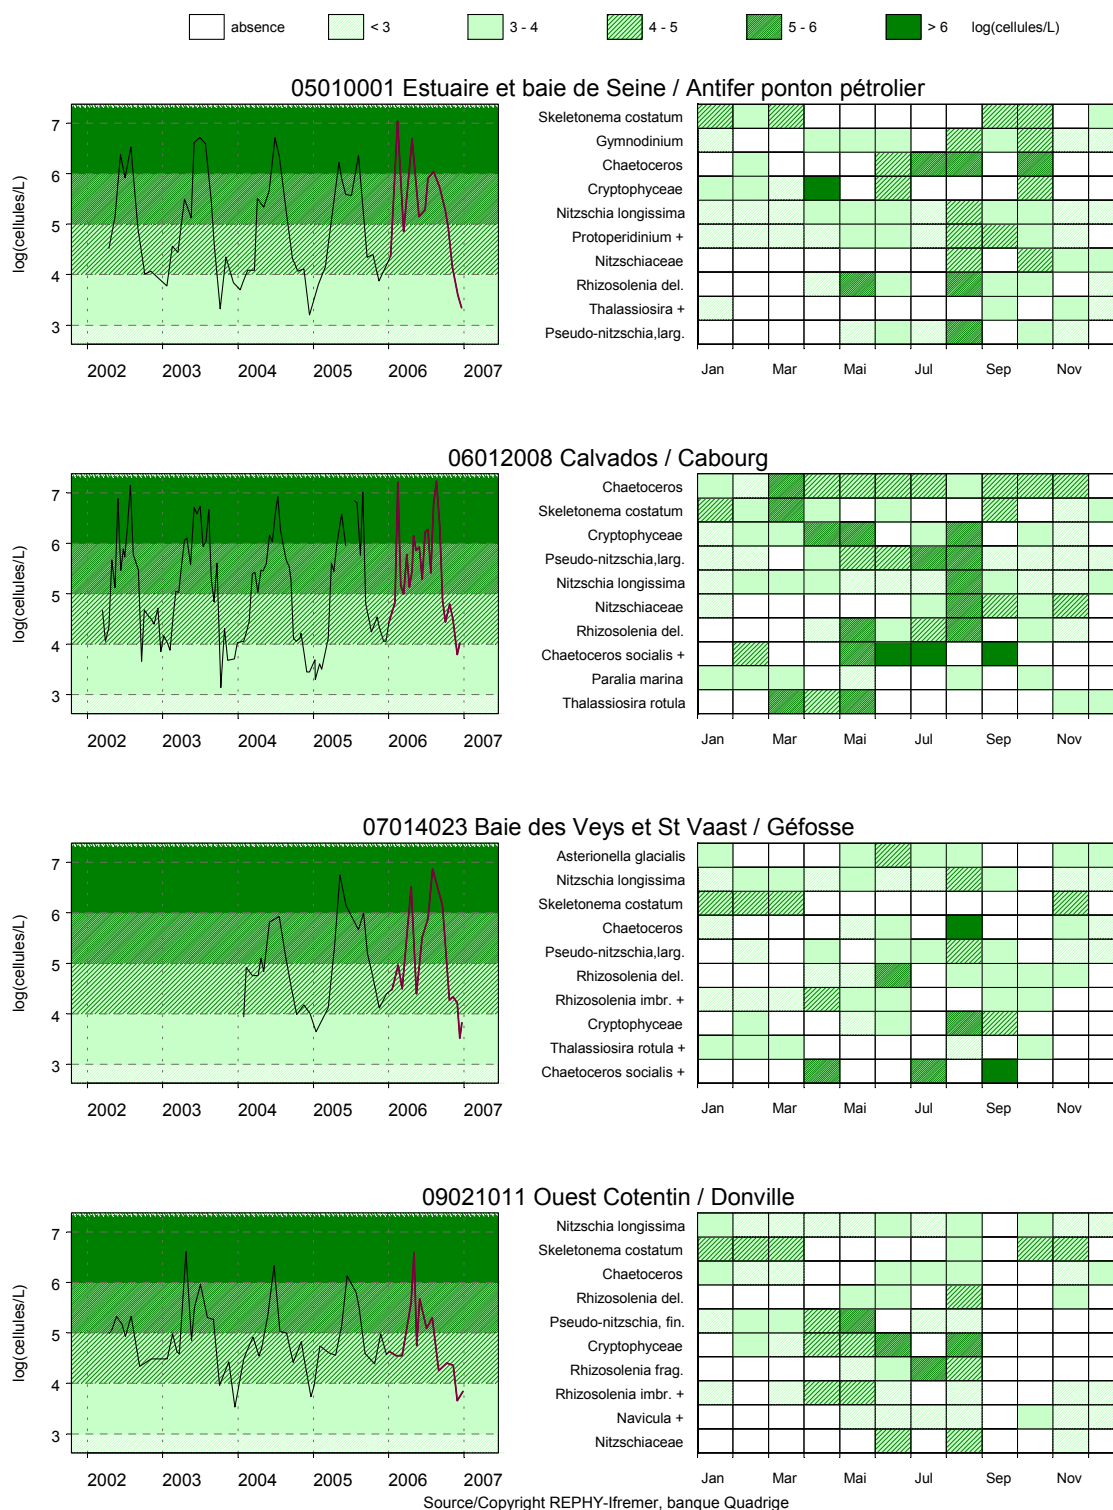 absence < 3 3 - 4 4 - 5 5 - 6 > 6 log(cellules/L)
05010001 Estuaire et baie de Seine / Antifer ponton pétrolier
log(cellules/L)
7
6
5
4
3
2002 2003 2004 2005 2006 2007
Skeletonema costatum
Gymnodinium
Chaetoceros
Cryptophyceae
Nitzschia longissima
Protoperidinium +
Nitzschiaceae
Rhizosolenia del.
Thalassiosira +
Pseudo-nitzschia,larg.
Jan Mar Mai Jul Sep Nov
06012008 Calvados / Cabourg
log(cellules/L)
7
6
5
4
3
2002 2003 2004 2005 2006 2007
Chaetoceros
Skeletonema costatum
Cryptophyceae
Pseudo-nitzschia,larg.
Nitzschia longissima
Nitzschiaceae
Rhizosolenia del.
Chaetoceros socialis +
Paralia marina
Thalassiosira rotula
Jan Mar Mai Jul Sep Nov
07014023 Baie des Veys et St Vaast / Géfosse
log(cellules/L)
7
6
5
4
3
2002 2003 2004 2005 2006 2007
Asterionella glacialis
Nitzschia longissima
Skeletonema costatum
Chaetoceros
Pseudo-nitzschia,larg.
Rhizosolenia del.
Rhizosolenia imbr. +
Cryptophyceae
Thalassiosira rotula +
Chaetoceros socialis +
Jan Mar Mai Jul Sep Nov
09021011 Ouest Cotentin / Donville
log(cellules/L)
7
6
5
4
3
2002 2003 2004 2005 2006 2007
Nitzschia longissima
Skeletonema costatum
Chaetoceros
Rhizosolenia del.
Pseudo-nitzschia, fin.
Cryptophyceae
Rhizosolenia frag.
Rhizosolenia imbr. +
Navicula +
Nitzschiaceae
Jan Mar Mai Jul Sep Nov
Source/Copyright REPHY-Ifremer, banque Quadrige